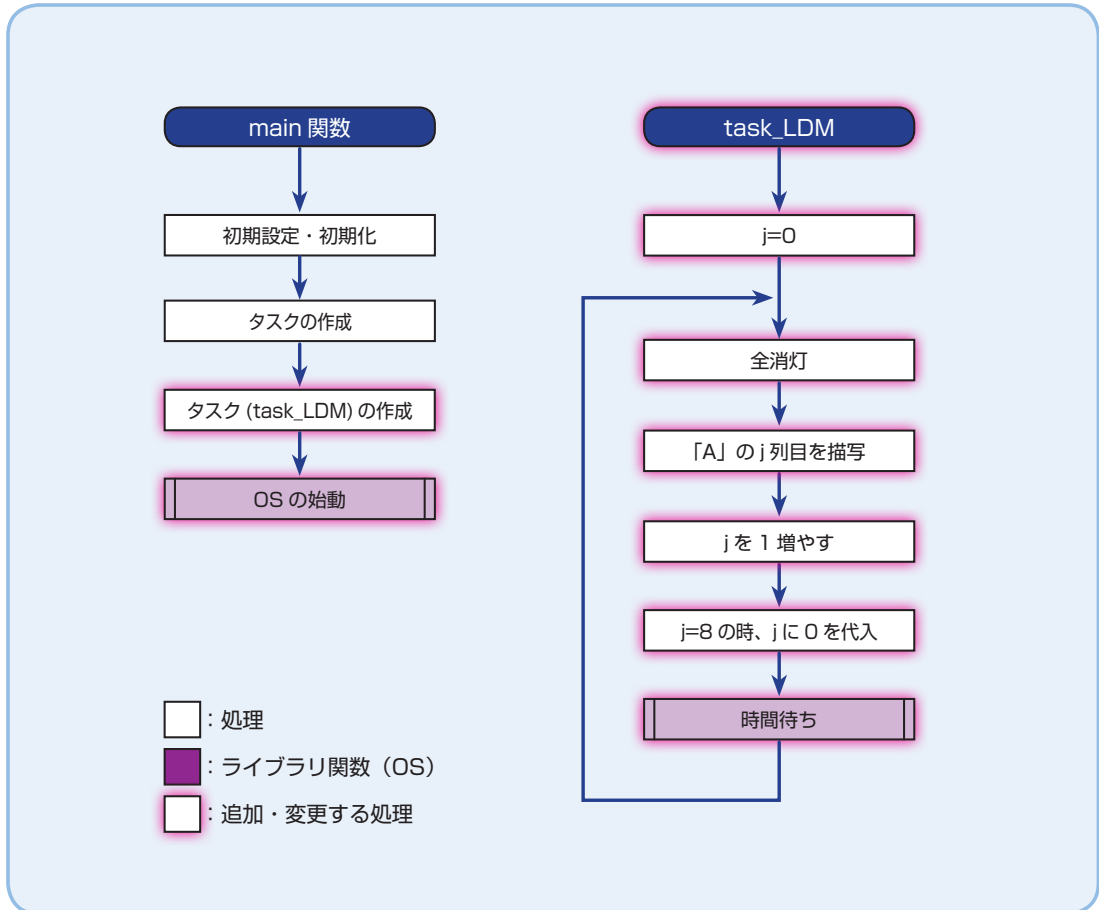 main 関数
初期設定・初期化
タスクの作成
タスク (task_LDM) の作成
OS の始動
task_LDM
j=0
全消灯
「A」の j 列目を描写
j を 1 増やす
j=8 の時、j に 0 を代入
時間待ち
：処理
：ライブラリ関数（OS）
：追加・変更する処理